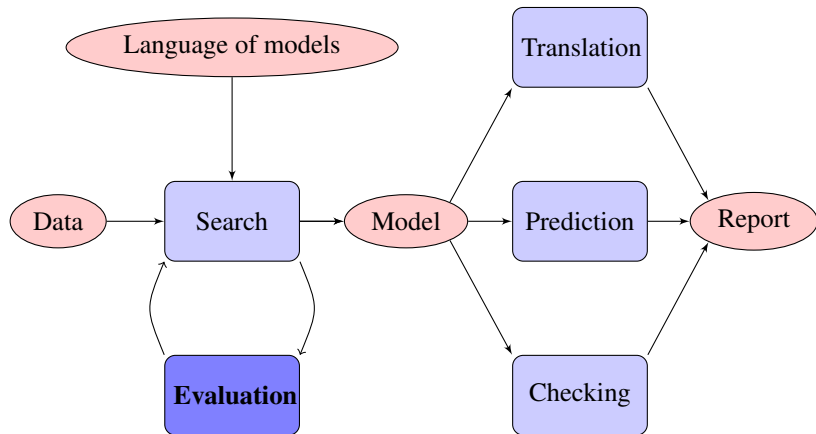 Language of models
Translation
Data
Search
Model
Prediction
Report
Evaluation
Checking